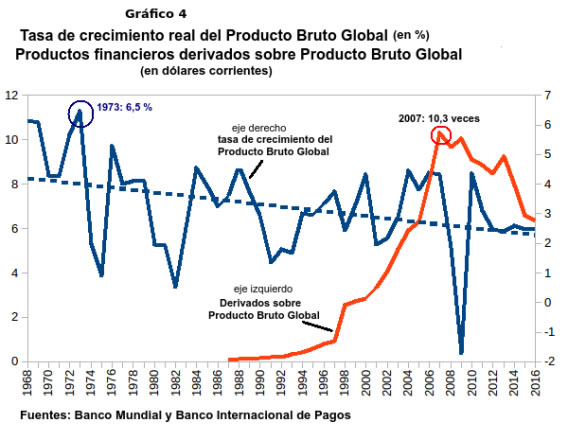 Gráfico 4
Tasa de crecimiento real del Producto Bruto Global (en %)
Productos financieros derivados sobre Producto Bruto Global
(en dólares corrientes)
12
10
8
6
4
2
0
7
6
5
4
3
2
1
0
-1
-2
1973: 6,5 %
2007: 10,3 veces
eje derecho
tasa de crecimiento del
Producto Bruto Global
eje izquierdo
Derivados sobre
Producto Bruto Global
1968 1970 1972 1974 1976 1978 1980 1982 1984 1986 1988 1990 1992 1994 1996 1998 2000 2002 2004 2006 2008 2010 2012 2014 2016
Fuentes: Banco Mundial y Banco Internacional de Pagos